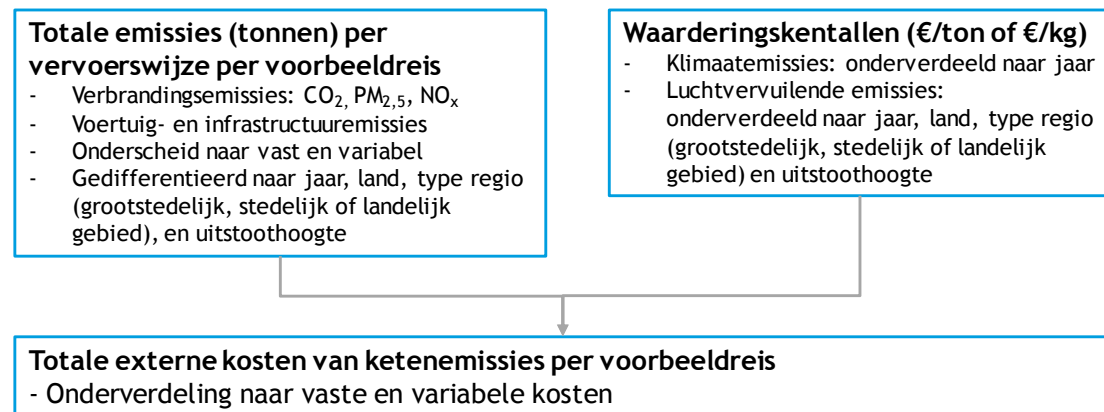 Totale emissies (tonnen) per
vervoerswijze per voorbeeldreis
- Verbrandingsemissies: CO₂, PM₂,₅, NOₓ
- Voertuig- en infrastructuuremissies
- Onderscheid naar vast en variabel
- Gedifferentieerd naar jaar, land, type regio
(grootstedelijk, stedelijk of landelijk
gebied), en uitstoothoogte
Waarderingskentallen (€/ton of €/kg)
- Klimaatemissies: onderverdeeld naar jaar
- Luchtvervuilende emissies:
onderverdeeld naar jaar, land, type regio
(grootstedelijk, stedelijk of landelijk
gebied) en uitstoothoogte
Totale externe kosten van ketenemissies per voorbeeldreis
- Onderverdeling naar vaste en variabele kosten